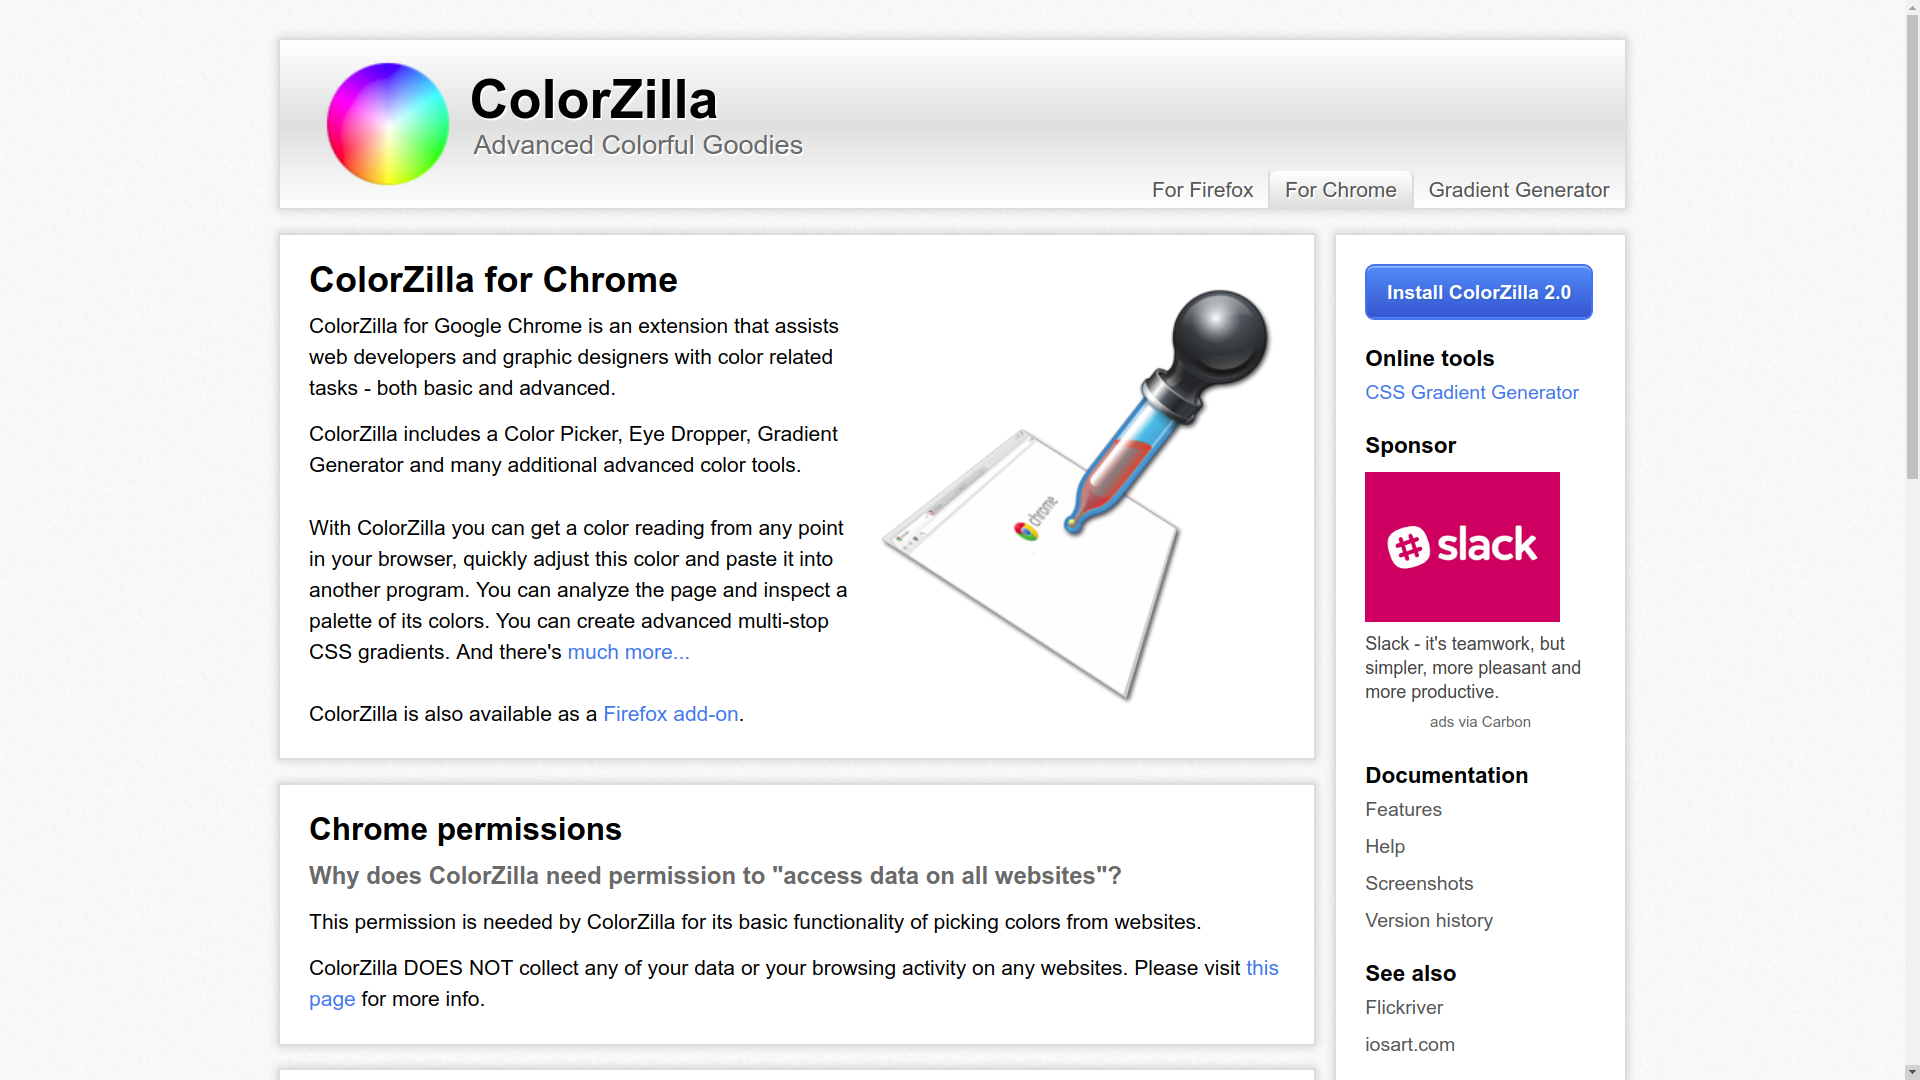 ColorZilla
Advanced Colorful Goodies
For Firefox
For Chrome
Gradient Generator
ColorZilla for Chrome
ColorZilla for Google Chrome is an extension that assists
web developers and graphic designers with color related
tasks - both basic and advanced.
ColorZilla includes a Color Picker, Eye Dropper, Gradient
Generator and many additional advanced color tools.
With ColorZilla you can get a color reading from any point
in your browser, quickly adjust this color and paste it into
another program. You can analyze the page and inspect a
palette of its colors. You can create advanced multi-stop
CSS gradients. And there's much more...
ColorZilla is also available as a Firefox add-on.
chrome
Chrome permissions
Why does ColorZilla need permission to "access data on all websites"?
This permission is needed by ColorZilla for its basic functionality of picking colors from websites.
ColorZilla DOES NOT collect any of your data or your browsing activity on any websites. Please visit this
page for more info.
Install ColorZilla 2.0
Online tools
CSS Gradient Generator
Sponsor
slack
Slack - it's teamwork, but
simpler, more pleasant and
more productive.
ads via Carbon
Documentation
Features
Help
Screenshots
Version history
See also
Flickriver
iosart.com